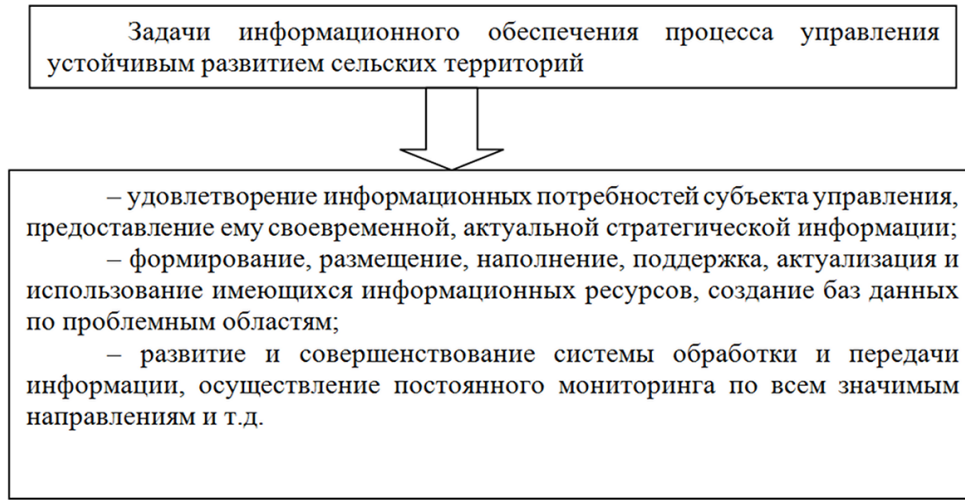 Задачи информационного обеспечения процесса управления
устойчивым развитием сельских территорий
– удовлетворение информационных потребностей субъекта управления,
предоставление ему своевременной, актуальной стратегической информации;
– формирование, размещение, наполнение, поддержка, актуализация и
использование имеющихся информационных ресурсов, создание баз данных
по проблемным областям;
– развитие и совершенствование системы обработки и передачи
информации, осуществление постоянного мониторинга по всем значимым
направлениям и т.д.